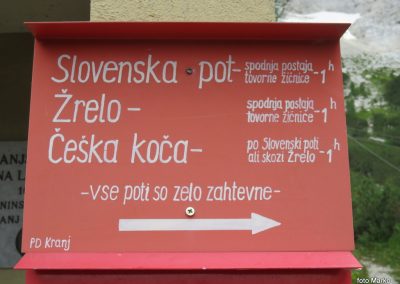 Slovenska pot- spodnja postaja tovorne žičnice -1h
Žrelo- spodnja postaja tovorne žičnice -1h
Češka koča- po Slovenski poti ali skozi Žrelo -1h
-vse poti so zelo zahtevne-
PD Kranj
foto Marko